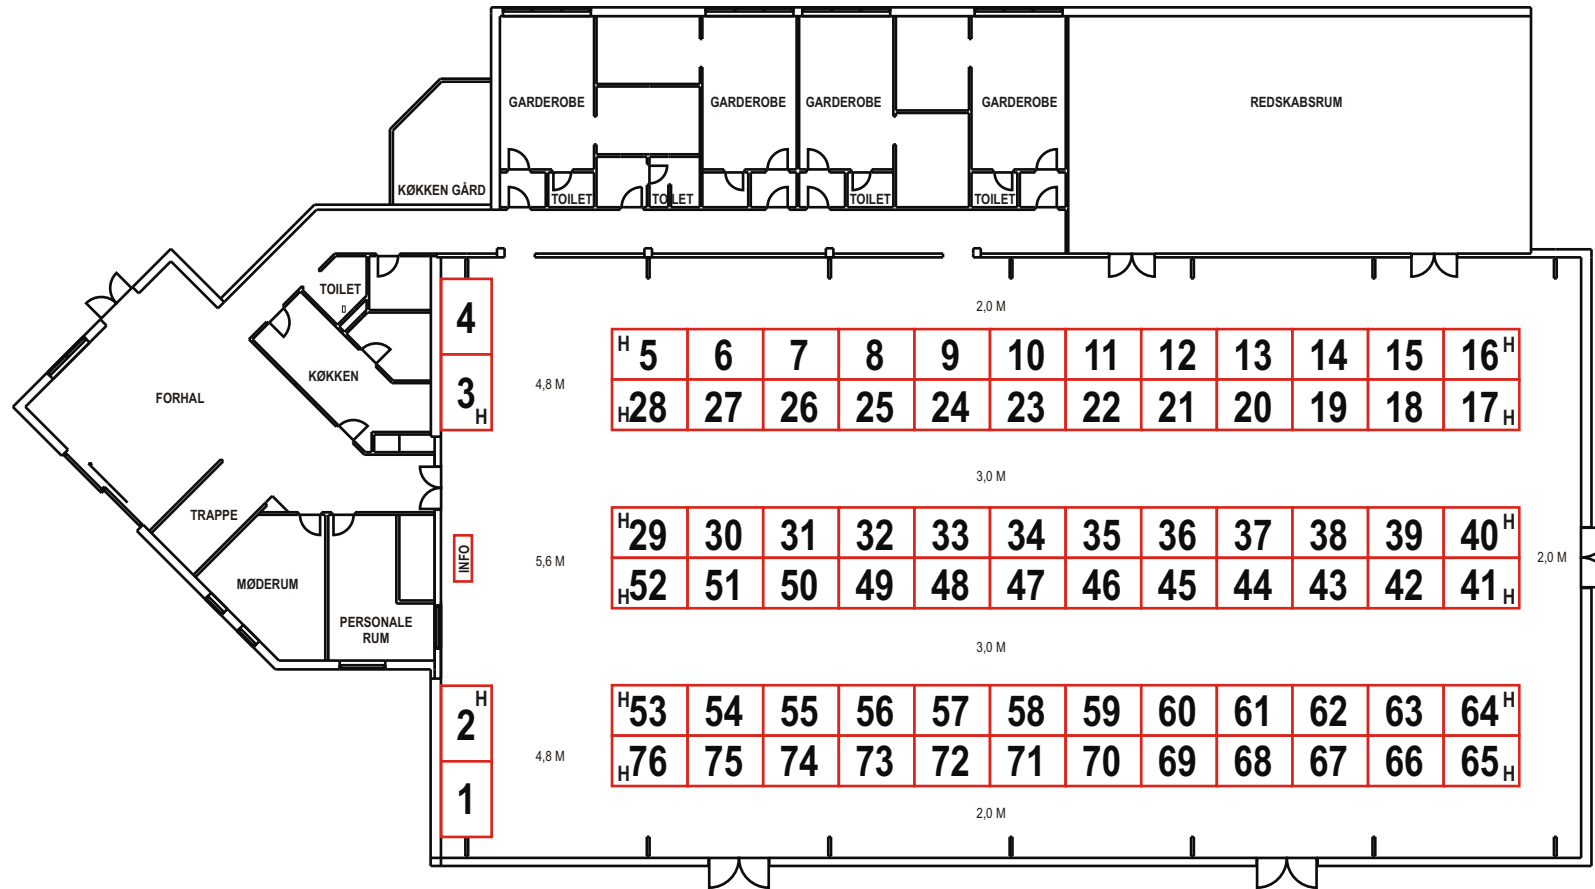 GARDEROBE GARDEROBE GARDEROBE GARDEROBE REDSKABSRUM
KØKKEN GÅRD
TOILET TOILET TOILET TOILET
TOILET
4
2,0 M
H 5 6 7 8 9 10 11 12 13 14 15 16 H
KØKKEN
3 H
4,8 M
FORHAL
H 28 27 26 25 24 23 22 21 20 19 18 17 H
3,0 M
TRAPPE
H 29 30 31 32 33 34 35 36 37 38 39 40 H
INFO
5,6 M
2,0 M
MØDERUM
H 52 51 50 49 48 47 46 45 44 43 42 41 H
PERSONALE
RUM
3,0 M
2 H
H 53 54 55 56 57 58 59 60 61 62 63 64 H
4,8 M
H 76 75 74 73 72 71 70 69 68 67 66 65 H
1
2,0 M